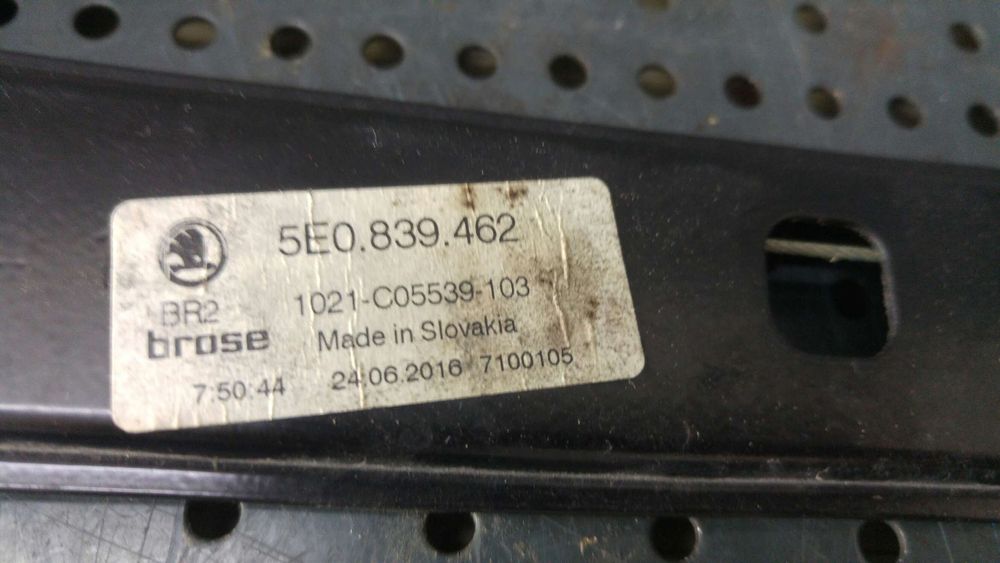 5E0.839.462
BR2
1021-C05539-103
brose
Made in Slovakia
7:50:44 24.06.2016 7100105